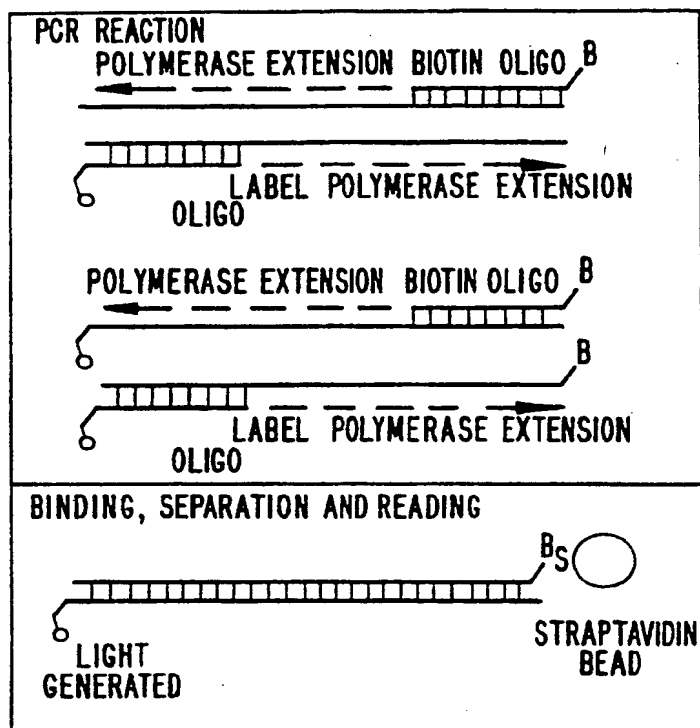 PCR REACTION
POLYMERASE EXTENSION BIOTIN OLIGO B
LABEL POLYMERASE EXTENSION
OLIGO
POLYMERASE EXTENSION BIOTIN OLIGO B
B
LABEL POLYMERASE EXTENSION
OLIGO
BINDING, SEPARATION AND READING
B S
STRAPTAVIDIN
BEAD
LIGHT
GENERATED